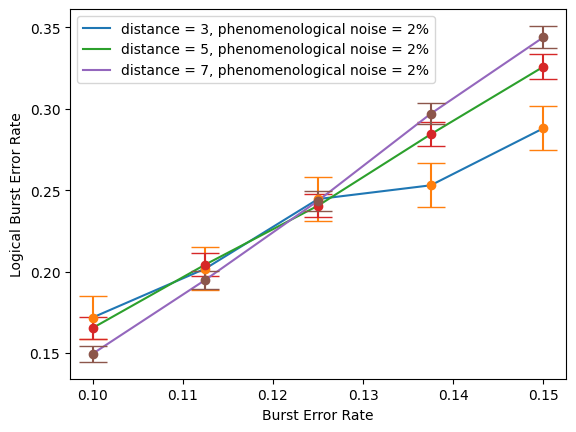 distance = 3, phenomenological noise = 2%
distance = 5, phenomenological noise = 2%
distance = 7, phenomenological noise = 2%
Logical Burst Error Rate
0.35
0.30
0.25
0.20
0.15
0.10 0.11 0.12 0.13 0.14 0.15
Burst Error Rate